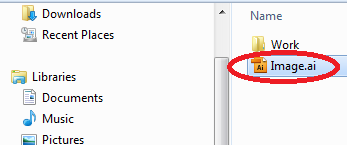 Downloads
Recent Places
Libraries
Documents
Music
Pictures
Name
Work
Ai Image.ai